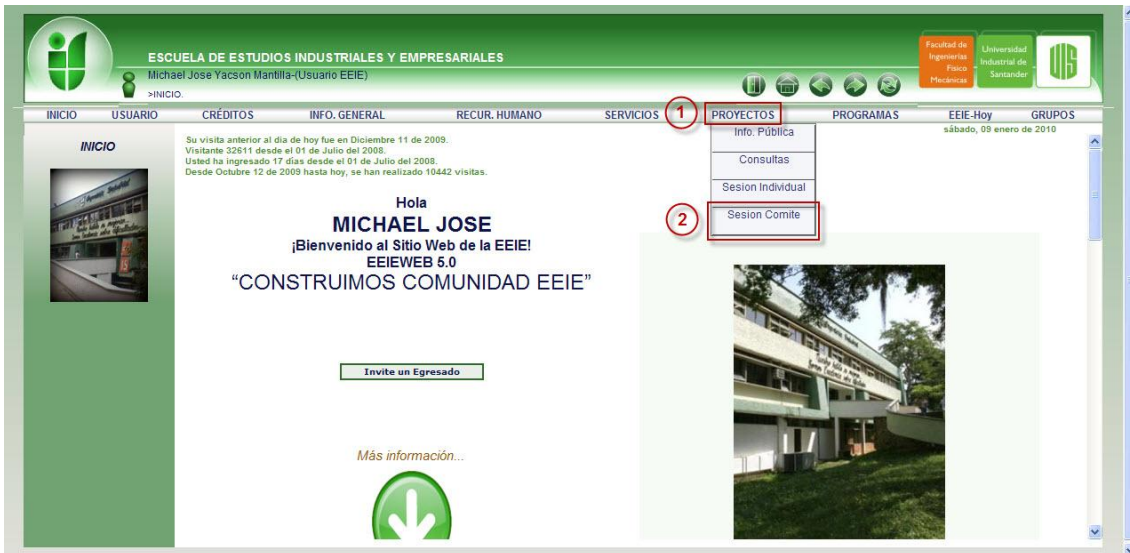 ESCUELA DE ESTUDIOS INDUSTRIALES Y EMPRESARIALES
Michael Jose Yacson Mantilla-(Usuario EEIE)
>INICIO.
Facultad de
Ingenierías
Físico
Mecánicas
Universidad
Industrial de
Santander
INICIO USUARIO CRÉDITOS INFO. GENERAL RECUR. HUMANO SERVICIOS 1 PROYECTOS PROGRAMAS EEIE-Hoy GRUPOS
sábado, 09 enero de 2010
INICIO
Su visita anterior al dia de hoy fue en Diciembre 11 de 2009.
Visitante 32611 desde el 01 de Julio del 2008.
Usted ha ingresado 17 días desde el 01 de Julio del 2008.
Desde Octubre 12 de 2009 hasta hoy, se han realizado 10442 visitas.
Info. Pública
Consultas
Sesion Individual
2 Sesion Comite
Hola
MICHAEL JOSE
¡Bienvenido al Sitio Web de la EEIE!
EEIEWEB 5.0
“CONSTRUIMOS COMUNIDAD EEIE”
Invite un Egresado
Más información...